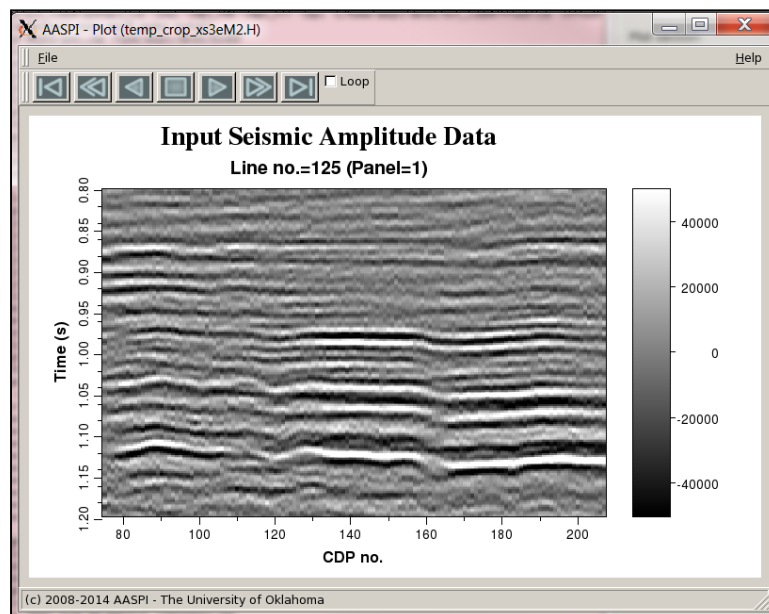 AASPI - Plot (temp_crop_xs3eM2.H)
File
Help
Loop
Input Seismic Amplitude Data
Line no.=125 (Panel=1)
0.80
0.85
0.90
0.95
1.00
1.05
1.10
1.15
1.20
Time (s)
80
100
120
140
160
180
200
CDP no.
40000
20000
0
-20000
-40000
(c) 2008-2014 AASPI - The University of Oklahoma